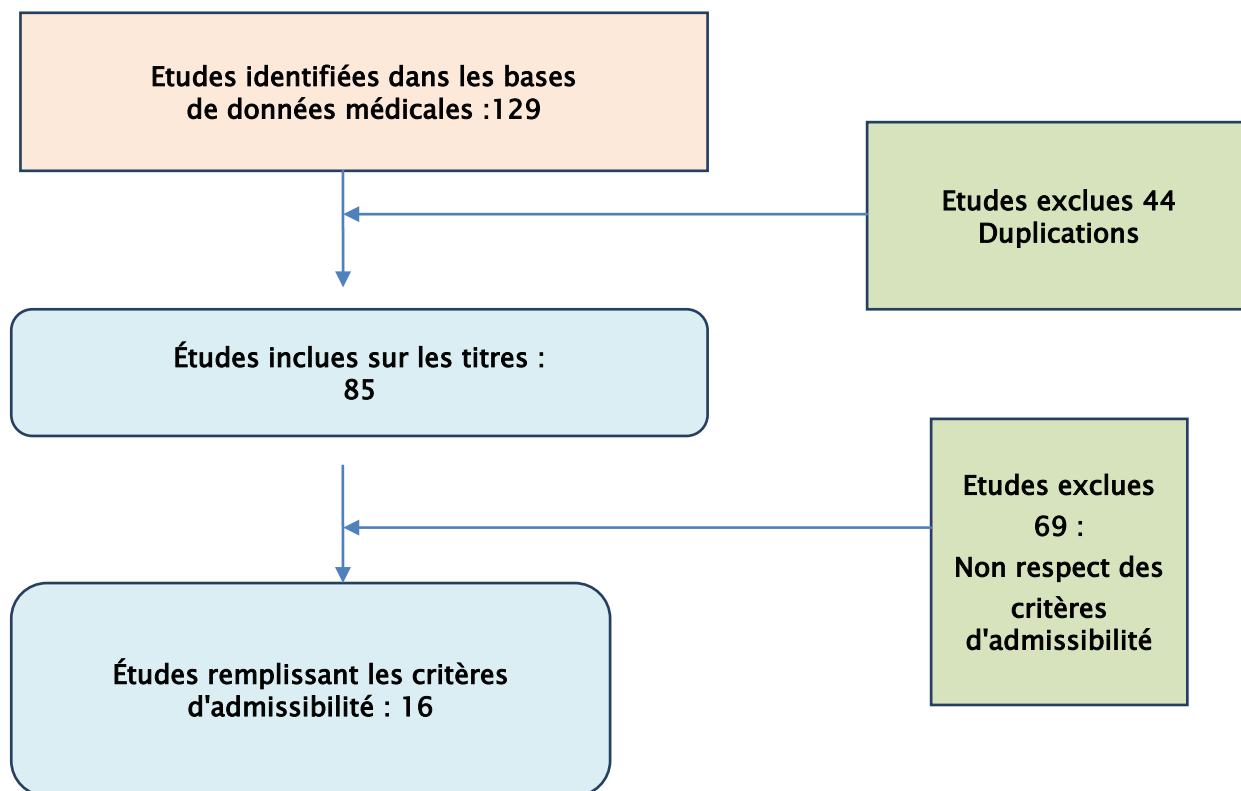 Etudes identifiées dans les bases
de données médicales :129
Etudes exclues 44
Duplications
Études inclues sur les titres :
85
Etudes exclues
69 :
Non respect des
critères
d'admissibilité
Études remplissant les critères
d'admissibilité : 16